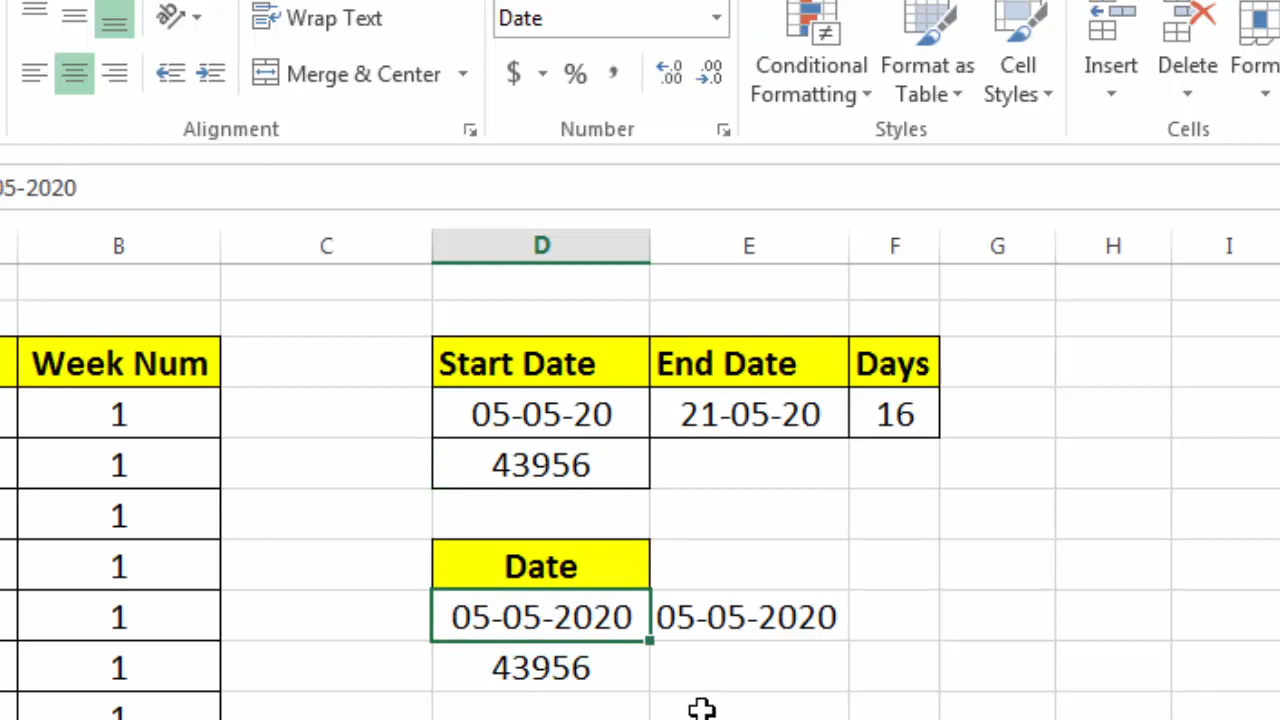 Wrap Text
Date
Merge & Center
$ % , .00 .00
Conditional Formatting
Format as Table
Cell Styles
Insert
Delete
Alignment
Number
Styles
Cells
05-2020
B C D E F G H I
Week Num Start Date End Date Days
1 05-05-20 21-05-20 16
1 43956
1
1 Date
1 05-05-2020 05-05-2020
1 43956
1